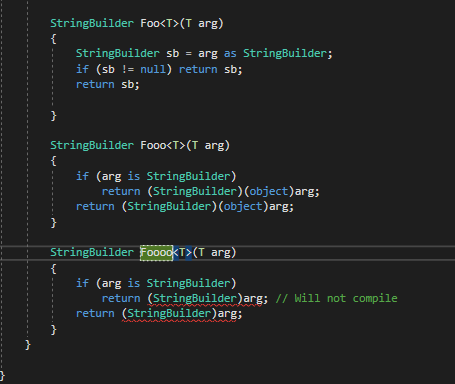 StringBuilder Foo<T>(T arg)
{
StringBuilder sb = arg as StringBuilder;
if (sb != null) return sb;
return sb;
}
StringBuilder Fooo<T>(T arg)
{
if (arg is StringBuilder)
return (StringBuilder)(object)arg;
return (StringBuilder)(object)arg;
}
StringBuilder Foooo<T>(T arg)
{
if (arg is StringBuilder)
return (StringBuilder)arg; // Will not compile
return (StringBuilder)arg;
}
}
}